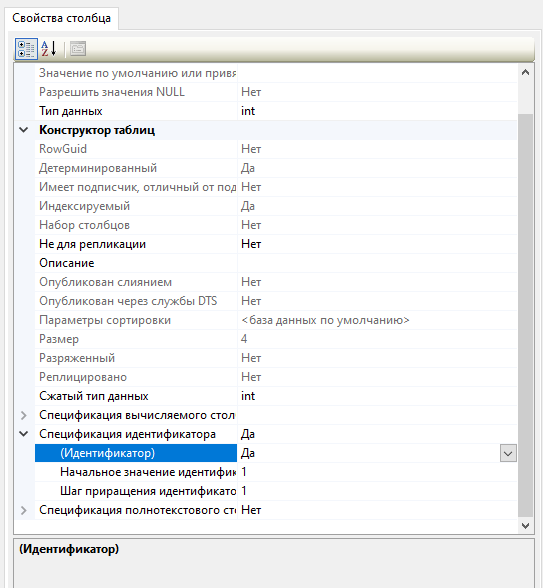 Свойства столбца
Значение по умолчанию или привя
Разрешить значения NULL Нет
Тип данных int
Конструктор таблиц
RowGuid Нет
Детерминированный Да
Имеет подписчик, отличный от под Нет
Индексируемый Да
Набор столбцов Нет
Не для репликации Нет
Описание
Опубликован слиянием Нет
Опубликован через службы DTS Нет
Параметры сортировки <база данных по умолчанию>
Размер 4
Разряженный Нет
Реплицировано Нет
Сжатый тип данных int
Спецификация вычисляемого стол
Спецификация идентификатора Да
(Идентификатор) Да
Начальное значение идентифик 1
Шаг приращения идентификато 1
Спецификация полнотекстового сто Нет
(Идентификатор)